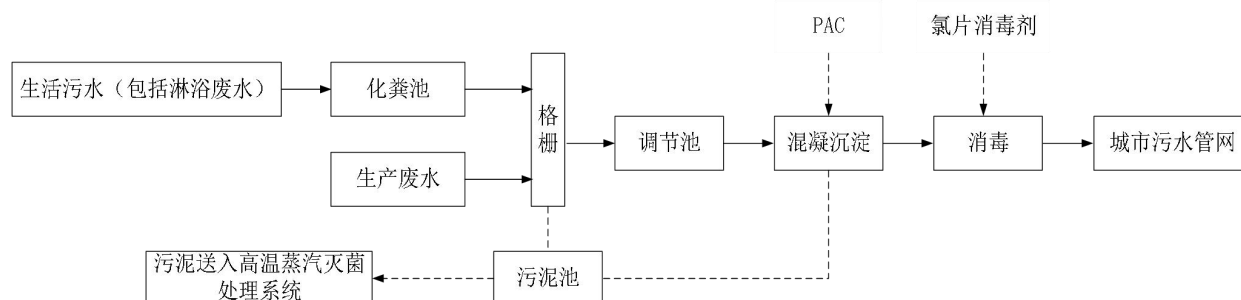 PAC
氯片消毒剂
生活污水（包括淋浴废水）
化粪池
格
栅
调节池
混凝沉淀
消毒
城市污水管网
生产废水
污泥送入高温蒸汽灭菌
处理系统
污泥池